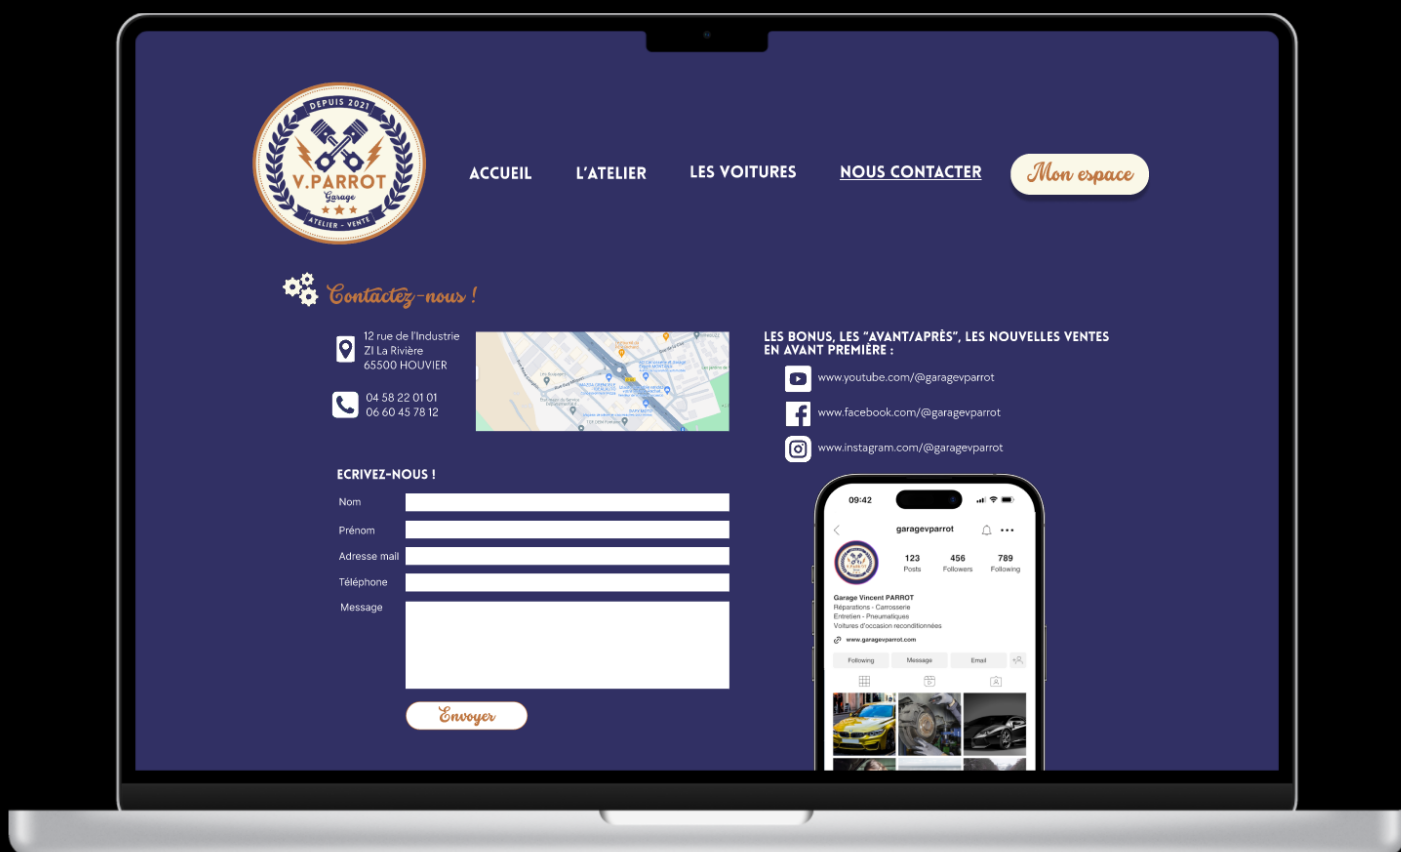 DEPUIS 2021
V.PARROT
Garage
ATELIER - VENTE
ACCUEIL
L'ATELIER
LES VOITURES
NOUS CONTACTER
Mon espace
Contactez-nous !
12 rue de l'Industrie
ZI La Rivière
65500 HOUVIER
04 58 22 01 01
06 60 45 78 12
LES BONUS, LES "AVANT/APRÈS", LES NOUVELLES VENTES
EN AVANT PREMIÈRE :
www.youtube.com/@garagevparrot
www.facebook.com/@garagevparrot
www.instagram.com/@garagevparrot
ECRIVEZ-NOUS !
Nom
Prénom
Adresse mail
Téléphone
Message
Envoyer
09:42
garagevparrot
123
Posts
456
Followers
789
Following
Garage Vincent PARROT
Réparations - Carrosserie
Entretien - Pneumatiques
Voitures d'occasion reconditionnées
www.garagevparrot.com
Following
Message
Email